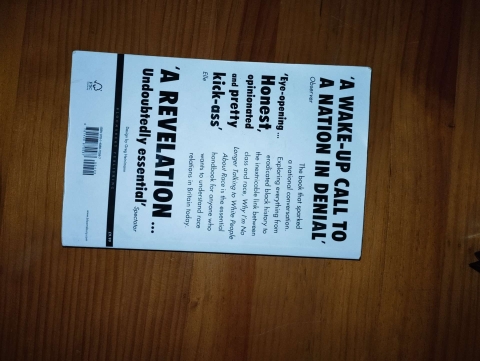 'A WAKE-UP CALL TO
A NATION IN DENIAL'
Observer
The book that sparked
a national conversation.
Exploring everything from
eradicated black history to
the inextricable link between
class and race, Why I'm No
Longer Talking to White People
About Race is the essential
handbook for anyone who
wants to understand race
relations in Britain today.
'Eye-opening ...
Honest,
opinionated
and pretty
kick-ass'
Elle
'A REVELATION ...
Undoubtedly essential'
Spectator